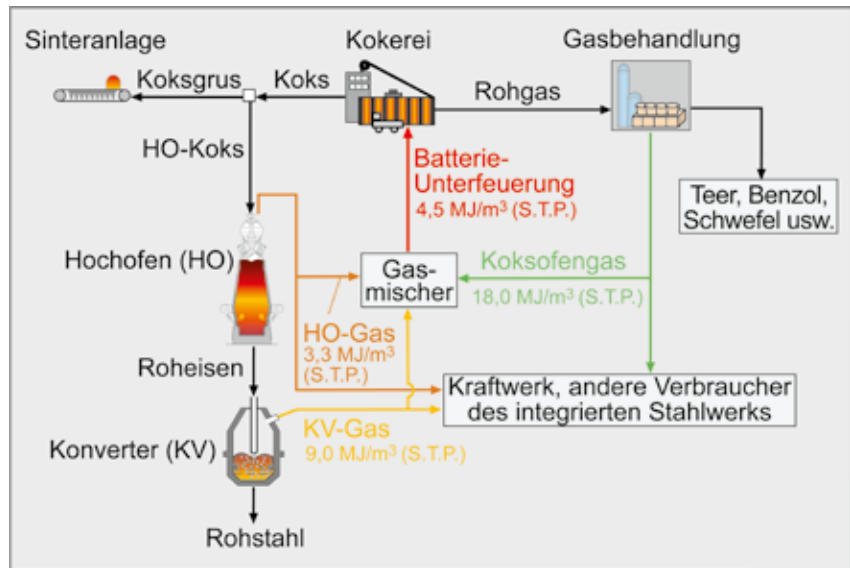 Sinteranlage
Kokerei
Gasbehandlung
Koksgrus
Koks
Rohgas
HO-Koks
Batterie-
Unterfeuerung
4,5 MJ/m³ (S.T.P.)
Teer, Benzol,
Schwefel usw.
Hochofen (HO)
Gas-
mischer
Koksofengas
18,0 MJ/m³ (S.T.P.)
HO-Gas
3,3 MJ/m³
(S.T.P.)
Roheisen
Kraftwerk, andere Verbraucher
des integrierten Stahlwerks
Konverter (KV)
KV-Gas
9,0 MJ/m³ (S.T.P.)
Rohstahl